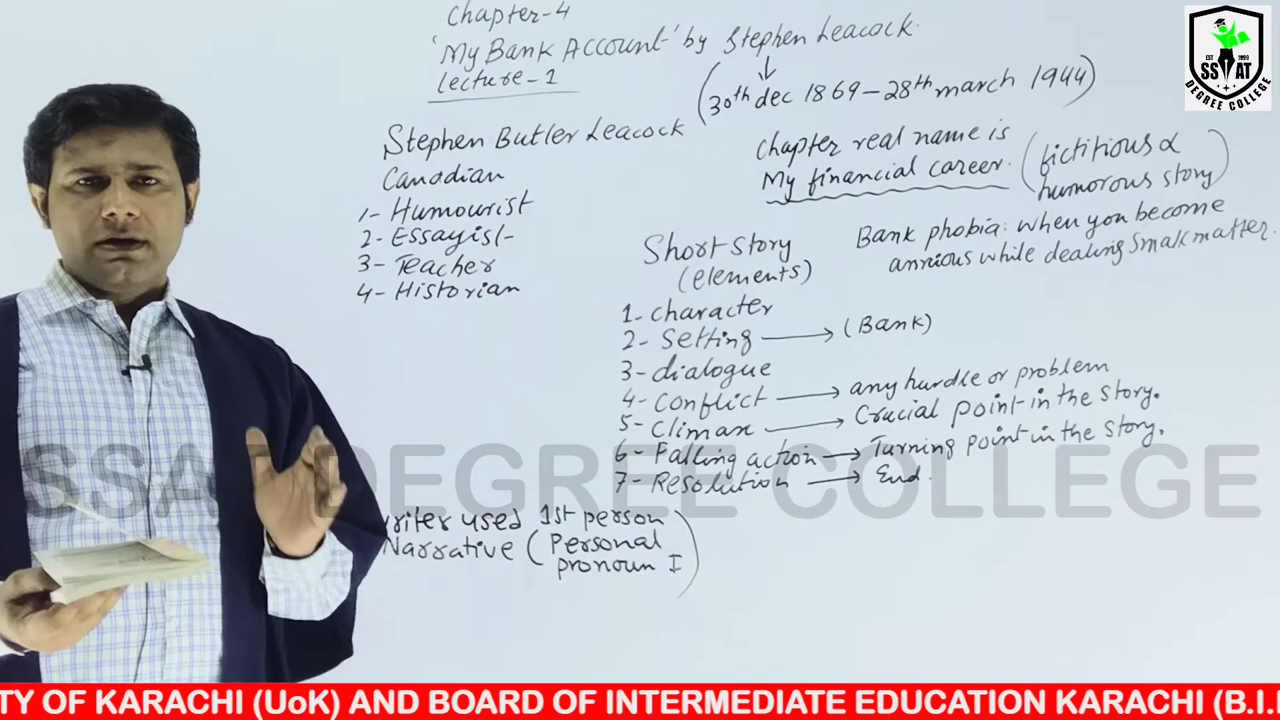 Chapter-4
'My Bank Account' by Stephen Leacock.
Lecture-1
(30th dec 1869 – 28th march 1944)
Stephen Butler Leacock
Canadian
1- Humourist
2- Essayist-
3- Teacher
4- Historian
Chapter real name is
My financial career.
(fictitious &
humorous story)
Bank phobia: when you become
anxious while dealing small matter.
Short story
(elements)
1- character
2- Setting → (Bank)
3- dialogue
4- Conflict → any hurdle or problem
5- Climax → Crucial point in the story.
6- Falling action → Turning point in the story.
7- Resolution → End.
writer used 1st person
Narrative (Personal
pronoun I)
SSAT DEGREE COLLEGE
EST 1999
SS AT
DEGREE COLLEGE
TY OF KARACHI (UoK) AND BOARD OF INTERMEDIATE EDUCATION KARACHI (B.I.E